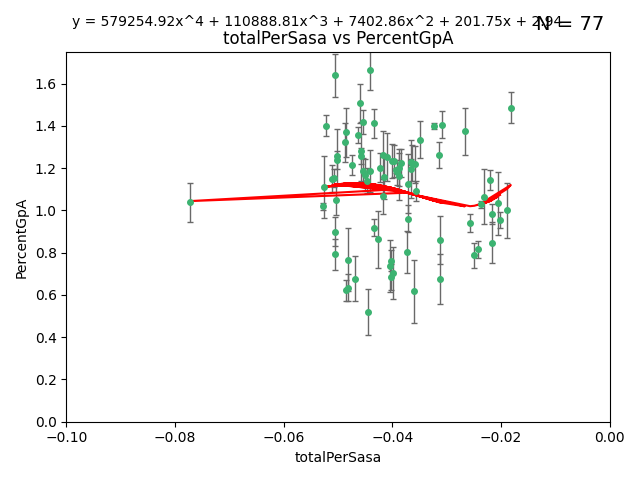 y = 579254.92x^4 + 110888.81x^3 + 7402.86x^2 + 201.75x + 2.94
N = 77
totalPerSasa vs PercentGpA
PercentGpA
1.6
1.4
1.2
1.0
0.8
0.6
0.4
0.2
0.0
−0.10 −0.08 −0.06 −0.04 −0.02 0.00
totalPerSasa